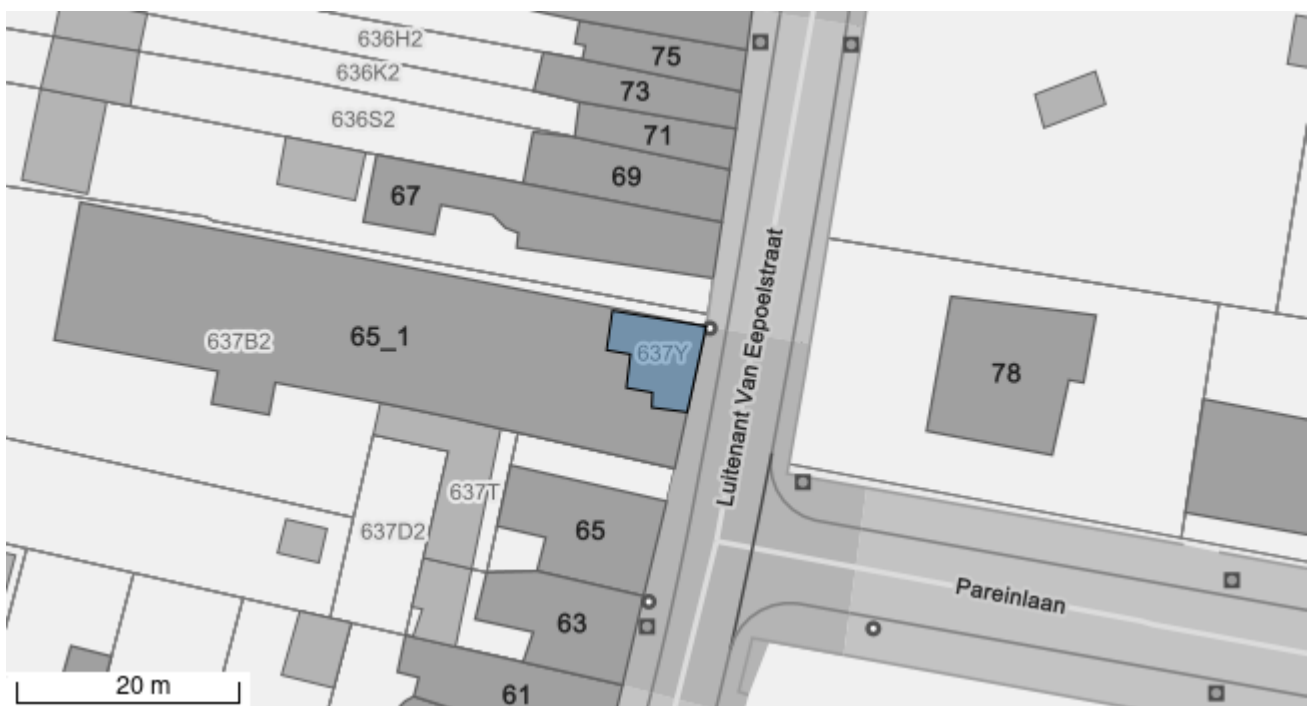 636H2
75
636K2
73
636S2
71
69
67
Luitenant Van Eepoelstraat
637B2
65_1
637Y
78
637T
637D2
65
63
Pareinlaan
61
20 m